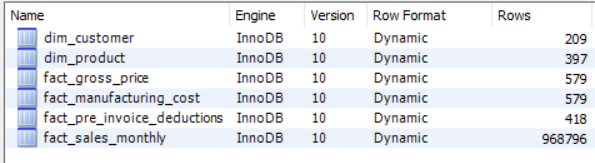 Name Engine Version Row Format Rows
dim_customer InnoDB 10 Dynamic 209
dim_product InnoDB 10 Dynamic 397
fact_gross_price InnoDB 10 Dynamic 579
fact_manufacturing_cost InnoDB 10 Dynamic 579
fact_pre_invoice_deductions InnoDB 10 Dynamic 418
fact_sales_monthly InnoDB 10 Dynamic 968796